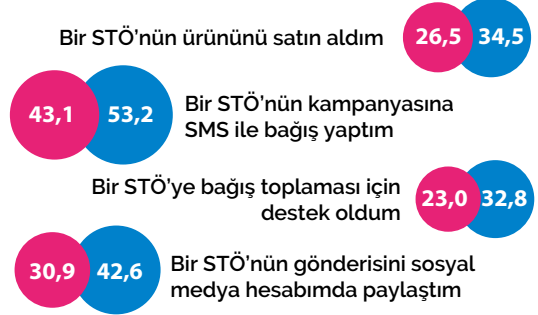 Bir STÖ’nün ürününü satın aldım
26,5 34,5
43,1 53,2
Bir STÖ’nün kampanyasına
SMS ile bağış yaptım
Bir STÖ’ye bağış toplaması için
destek oldum
23,0 32,8
30,9 42,6
Bir STÖ’nün gönderisini sosyal
medya hesabımda paylaştım